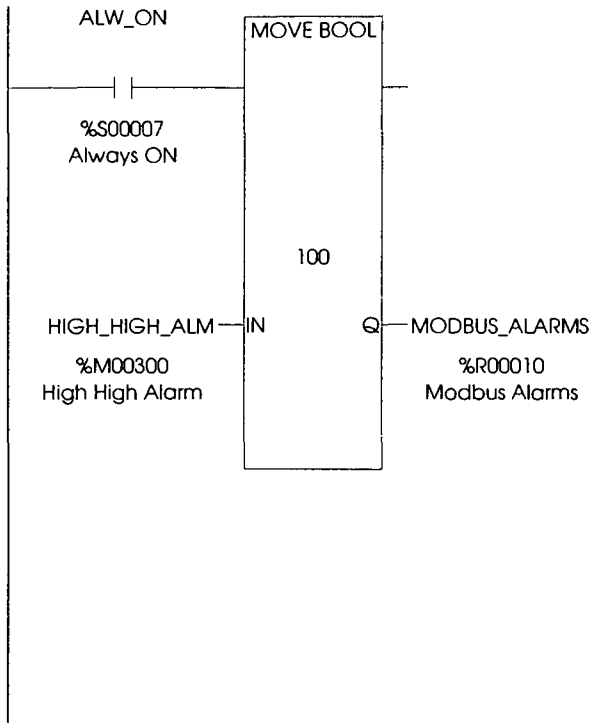 ALW_ON
MOVE BOOL
%S00007
Always ON
100
HIGH_HIGH_ALM IN Q MODBUS_ALARMS
%M00300 %R00010
High High Alarm Modbus Alarms